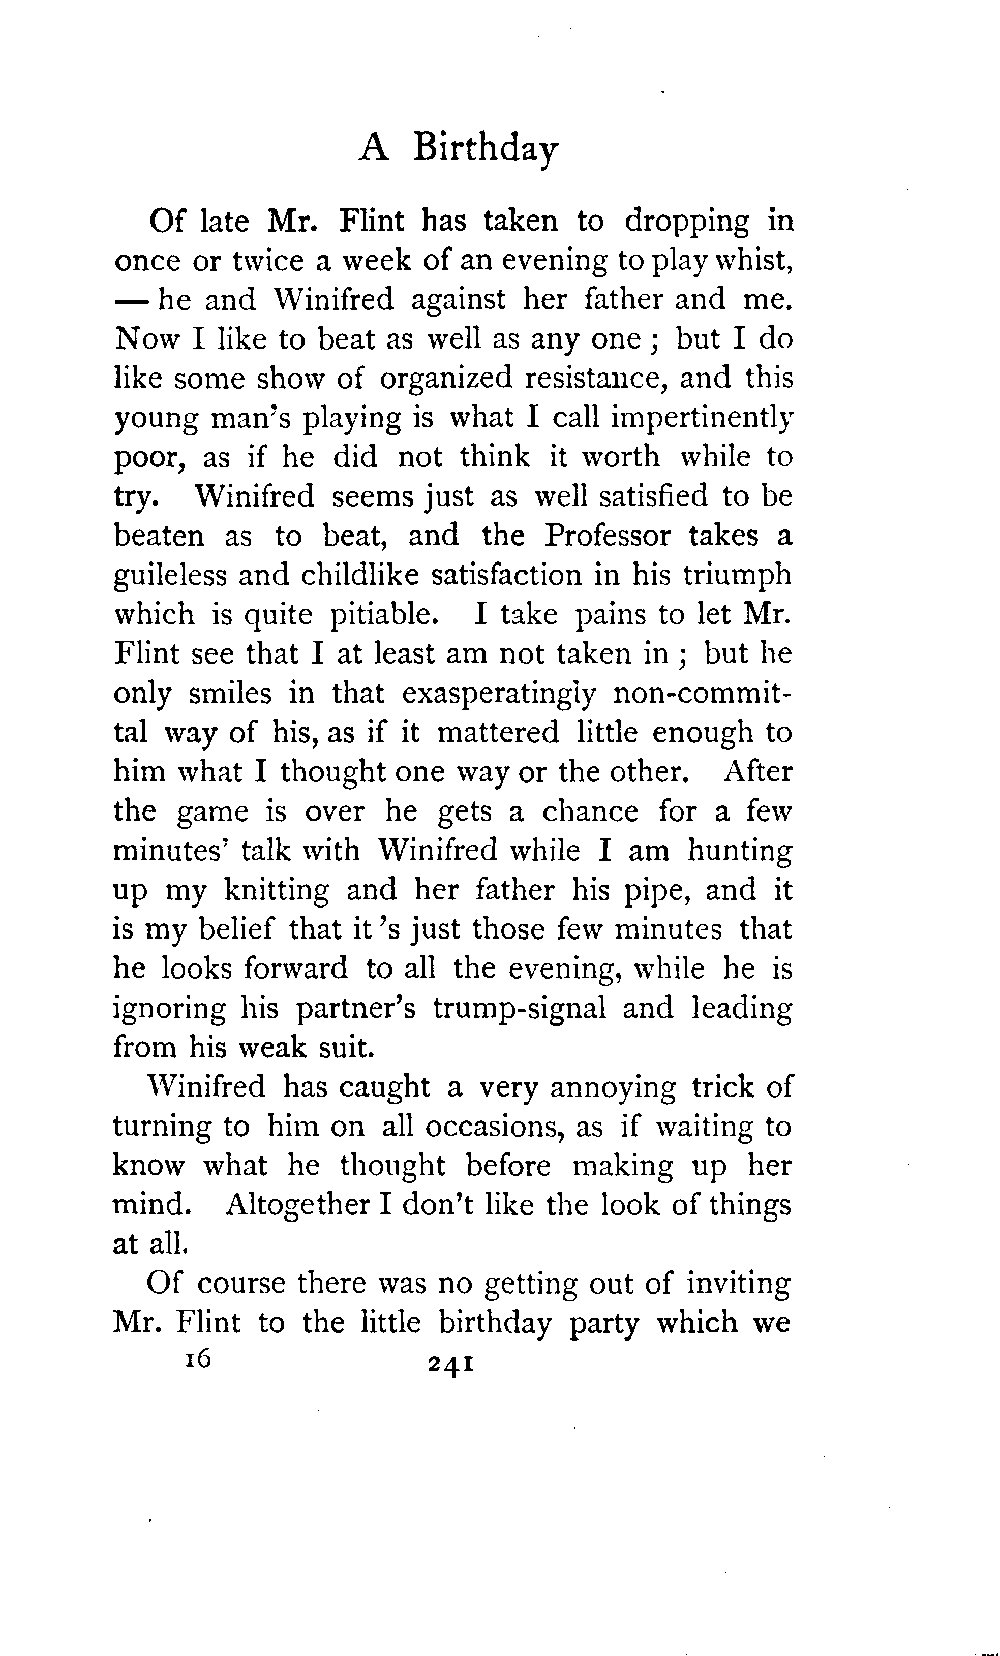 A Birthday
Of late Mr. Flint has taken to dropping in
once or twice a week of an evening to play whist,
— he and Winifred against her father and me.
Now I like to beat as well as any one ; but I do
like some show of organized resistance, and this
young man's playing is what I call impertinently
poor, as if he did not think it worth while to
try. Winifred seems just as well satisfied to be
beaten as to beat, and the Professor takes a
guileless and childlike satisfaction in his triumph
which is quite pitiable. I take pains to let Mr.
Flint see that I at least am not taken in ; but he
only smiles in that exasperatingly non-commit-
tal way of his, as if it mattered little enough to
him what I thought one way or the other. After
the game is over he gets a chance for a few
minutes' talk with Winifred while I am hunting
up my knitting and her father his pipe, and it
is my belief that it 's just those few minutes that
he looks forward to all the evening, while he is
ignoring his partner's trump-signal and leading
from his weak suit.
Winifred has caught a very annoying trick of
turning to him on all occasions, as if waiting to
know what he thought before making up her
mind. Altogether I don't like the look of things
at all.
Of course there was no getting out of inviting
Mr. Flint to the little birthday party which we
16 241